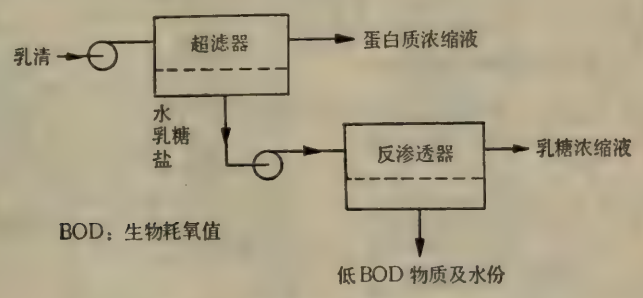 超滤器
蛋白质浓缩液
乳清
水
乳糖
盐
反渗透器
乳糖浓缩液
BOD：生物耗氧值
低BOD物质及水份